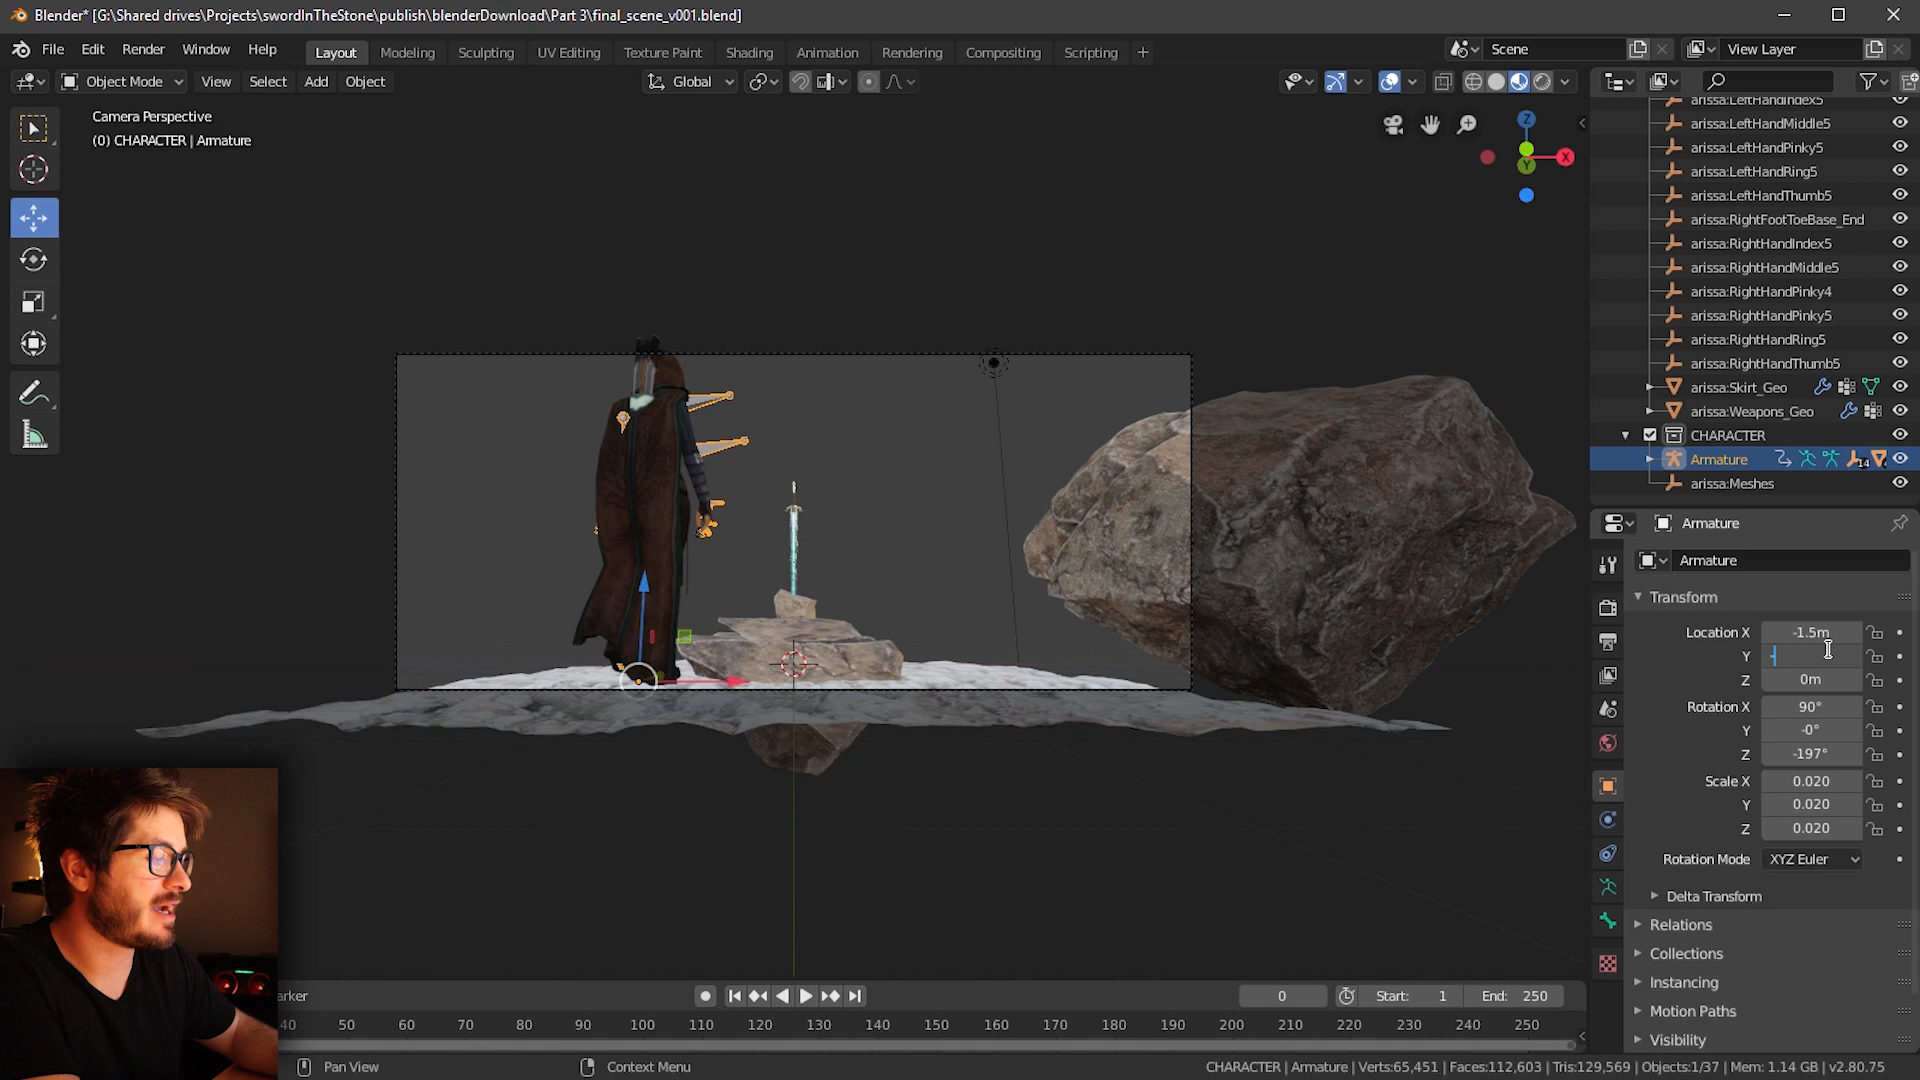 Blender* [G:\Shared drives\Projects\swordInTheStone\publish\blenderDownload\Part 3\final_scene_v001.blend]
File Edit Render Window Help Layout Modeling Sculpting UV Editing Texture Paint Shading Animation Rendering Compositing Scripting + Scene View Layer
Object Mode View Select Add Object Global
Camera Perspective
(0) CHARACTER | Armature
Z
X
Y
arissa:LeftHandIndex5
arissa:LeftHandMiddle5
arissa:LeftHandPinky5
arissa:LeftHandRing5
arissa:LeftHandThumb5
arissa:RightFootToeBase_End
arissa:RightHandIndex5
arissa:RightHandMiddle5
arissa:RightHandPinky4
arissa:RightHandPinky5
arissa:RightHandRing5
arissa:RightHandThumb5
arissa:Skirt_Geo
arissa:Weapons_Geo
CHARACTER
Armature 14
arissa:Meshes
Armature
Armature
Transform
Location X -1.5m
Y -
Z 0m
Rotation X 90°
Y -0°
Z -197°
Scale X 0.020
Y 0.020
Z 0.020
Rotation Mode XYZ Euler
Delta Transform
Relations
Collections
Instancing
Motion Paths
Visibility
arker 0 Start: 1 End: 250
40 50 60 70 80 90 100 110 120 130 140 150 160 170 180 190 200 210 220 230 240 250
Pan View Context Menu CHARACTER | Armature | Verts:65,451 | Faces:112,603 | Tris:129,569 | Objects:1/37 | Mem: 1.14 GB | v2.80.75